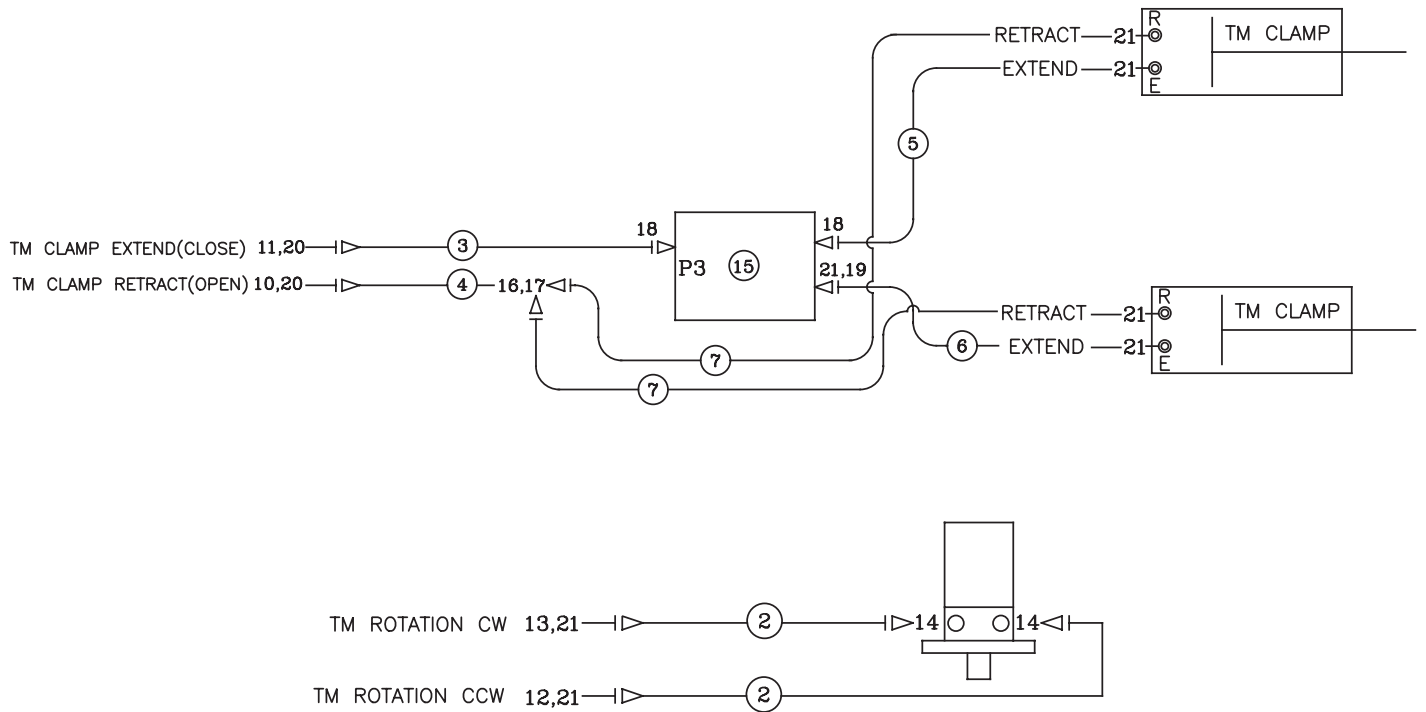 R
RETRACT 21 TM CLAMP
EXTEND 21
E
5
18 18
TM CLAMP EXTEND(CLOSE) 11,20 3
P3 15
21,19
TM CLAMP RETRACT(OPEN) 10,20 4 16,17
R
RETRACT 21 TM CLAMP
6 EXTEND 21
E
7
7
TM ROTATION CW 13,21 2 14 14
TM ROTATION CCW 12,21 2